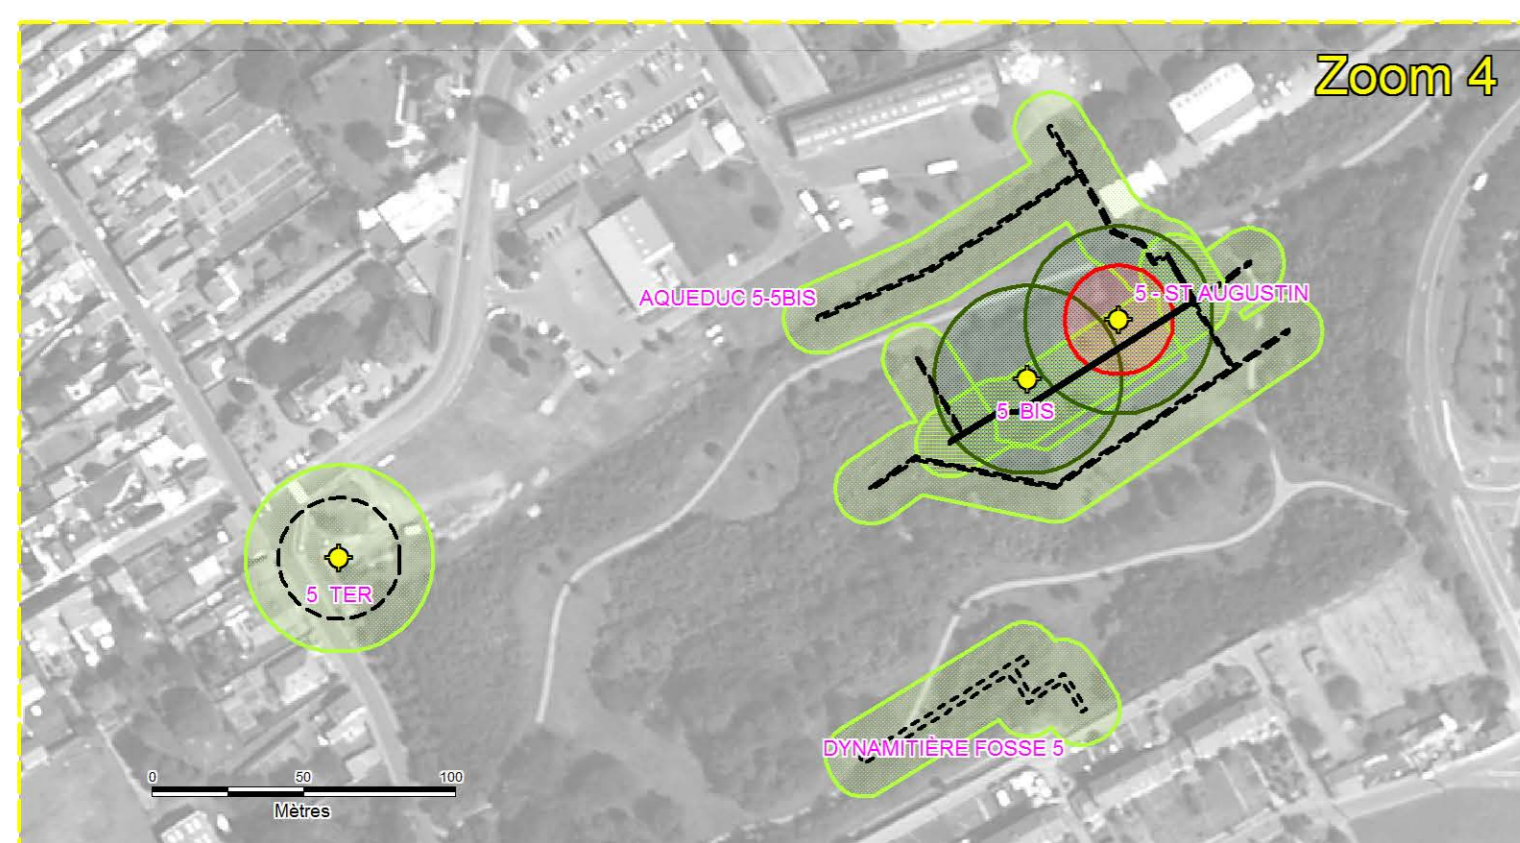 Zoom 4
AQUEDUC 5-5BIS
5 - ST AUGUSTIN
5 BIS
5 TER
DYNAMITIÈRE FOSSE 5
0 50 100
Mètres